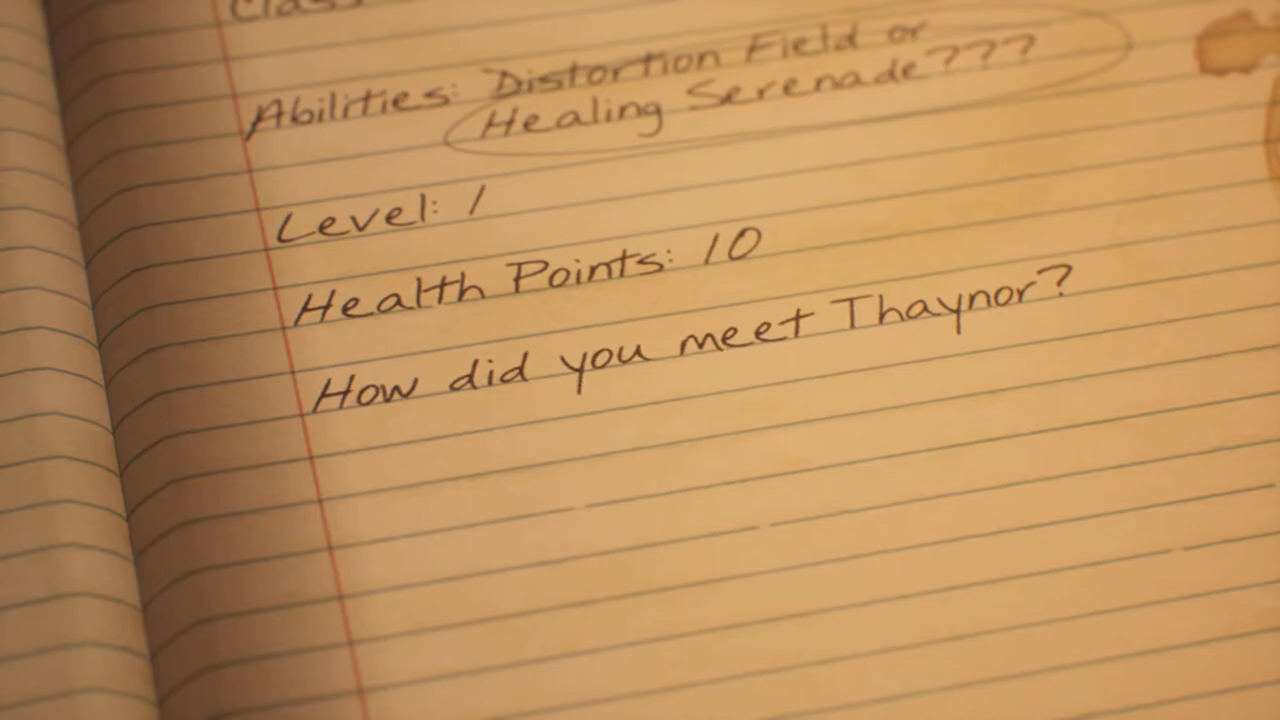 Abilities: Distortion Field or
Healing Serenade???
Level: 1
Health Points: 10
How did you meet Thaynor?